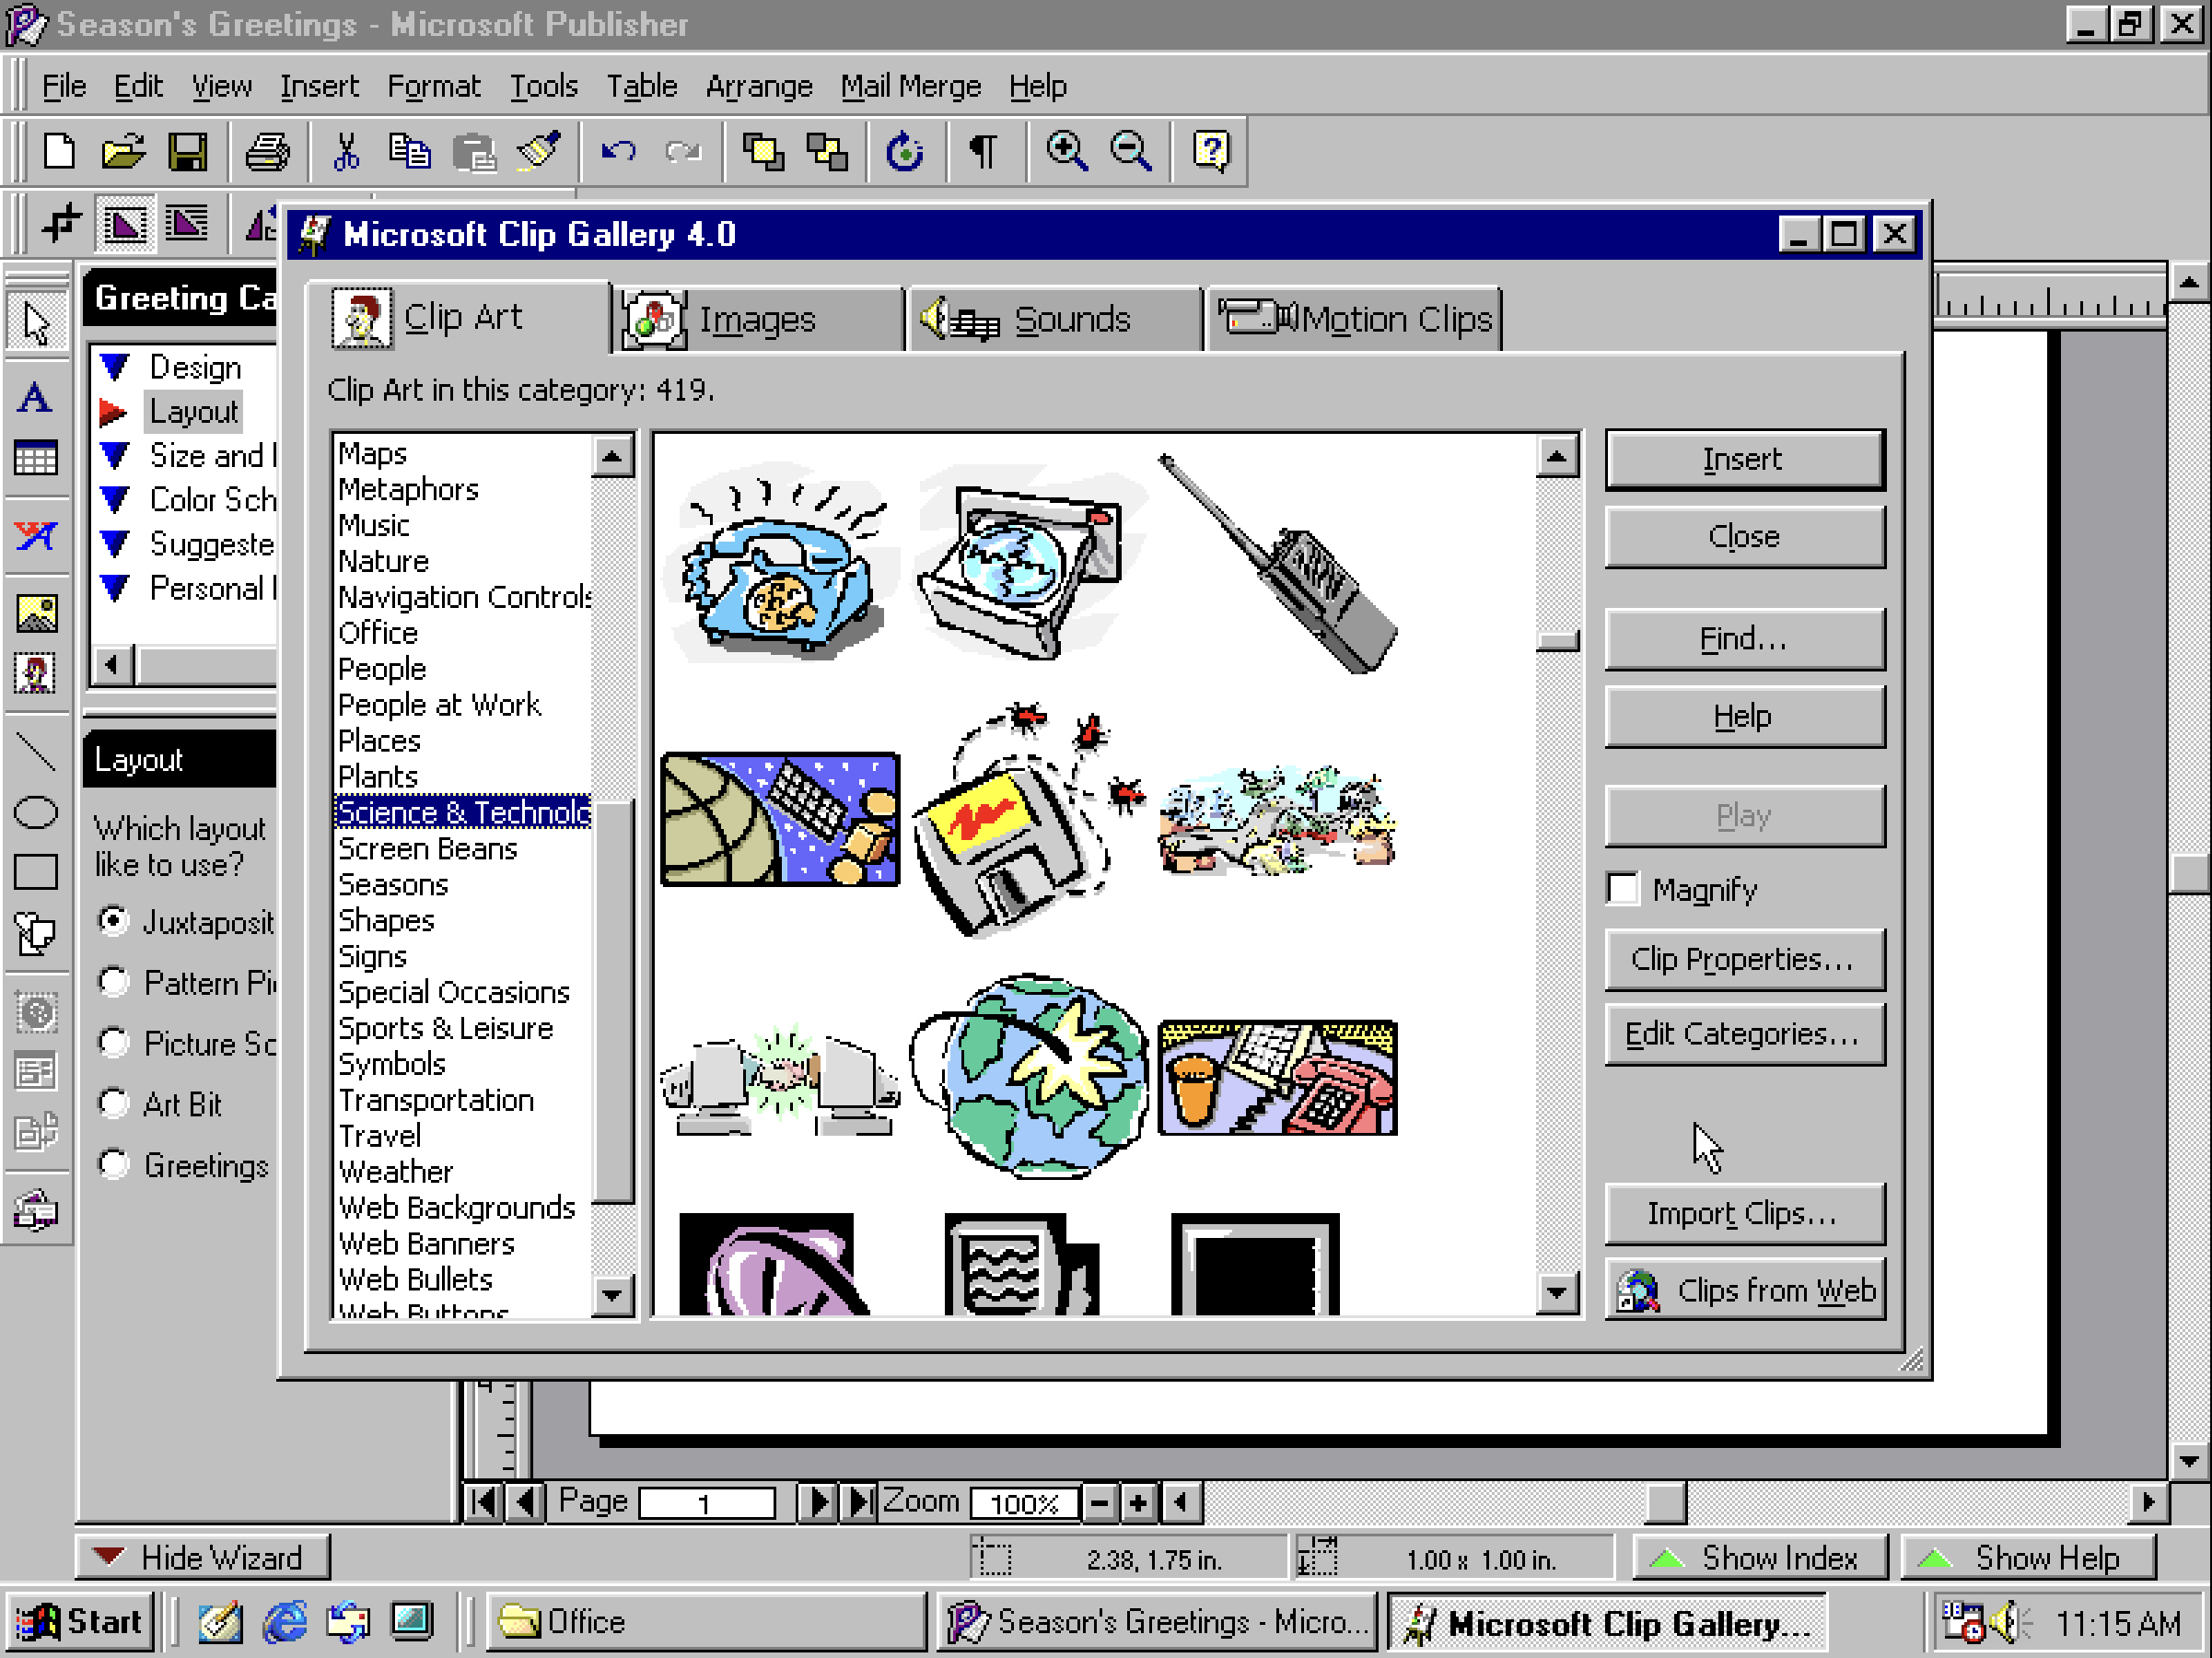 Season's Greetings - Microsoft Publisher
File Edit View Insert Format Tools Table Arrange Mail Merge Help
Microsoft Clip Gallery 4.0
Greeting Ca
Design
Layout
Size and
Color Sch
Suggeste
Personal
Layout
Which layout
like to use?
Juxtaposit
Pattern Pi
Picture Sc
Art Bit
Greetings
Clip Art Images Sounds Motion Clips
Clip Art in this category: 419.
Maps
Metaphors
Music
Nature
Navigation Controls
Office
People
People at Work
Places
Plants
Science & Technolo
Screen Beans
Seasons
Shapes
Signs
Special Occasions
Sports & Leisure
Symbols
Transportation
Travel
Weather
Web Backgrounds
Web Banners
Web Bullets
Web Buttons
Insert
Close
Find...
Help
Play
Magnify
Clip Properties...
Edit Categories...
Import Clips...
Clips from Web
Page 1 Zoom 100%
Hide Wizard 2.38, 1.75 in. 1.00 x 1.00 in. Show Index Show Help
Start Office Season's Greetings - Micro... Microsoft Clip Gallery... 11:15 AM